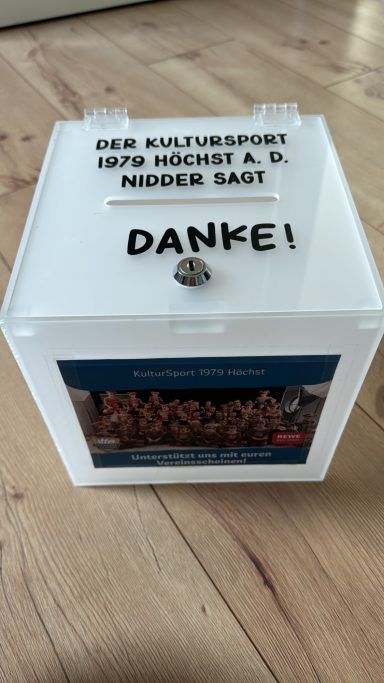 DER KULTURSPORT
1979 HÖCHST A. D.
NIDDER SAGT
DANKE!
KulturSport 1979 Höchst
REWE
Unterstützt uns mit euren
Vereinsscheinen!